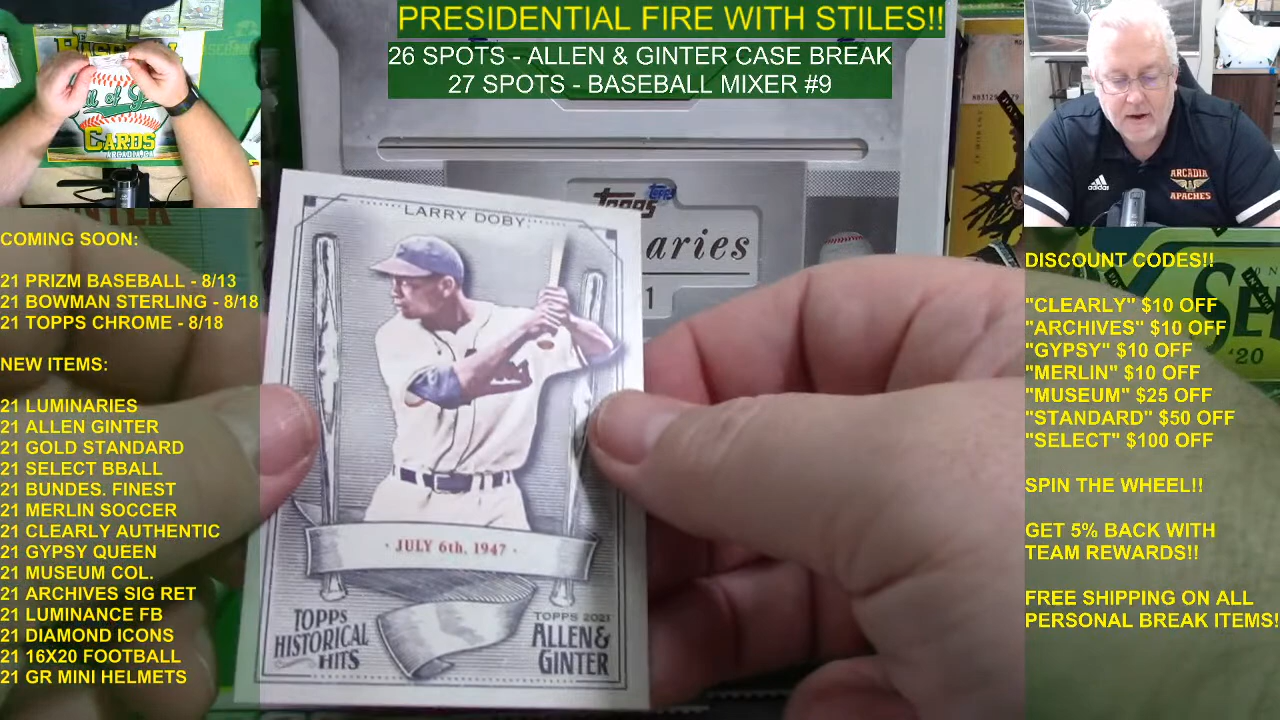 PRESIDENTIAL FIRE WITH STILES!!
26 SPOTS - ALLEN & GINTER CASE BREAK
27 SPOTS - BASEBALL MIXER #9
BASEBALL
CARDS
ARCADIA
APACHES
adidas
COMING SOON:
21 PRIZM BASEBALL - 8/13
21 BOWMAN STERLING - 8/18
21 TOPPS CHROME - 8/18
NEW ITEMS:
21 LUMINARIES
21 ALLEN GINTER
21 GOLD STANDARD
21 SELECT BBALL
21 BUNDES. FINEST
21 MERLIN SOCCER
21 CLEARLY AUTHENTIC
21 GYPSY QUEEN
21 MUSEUM COL.
21 ARCHIVES SIG RET
21 LUMINANCE FB
21 DIAMOND ICONS
21 16X20 FOOTBALL
21 GR MINI HELMETS
topps
Topps
aries
LARRY DOBY
JULY 6th, 1947
TOPPS
HISTORICAL
HITS
TOPPS 2021
ALLEN &
GINTER
DISCOUNT CODES!!
"CLEARLY" $10 OFF
"ARCHIVES" $10 OFF
"GYPSY" $10 OFF
"MERLIN" $10 OFF
"MUSEUM" $25 OFF
"STANDARD" $50 OFF
"SELECT" $100 OFF
SPIN THE WHEEL!!
GET 5% BACK WITH
TEAM REWARDS!!
FREE SHIPPING ON ALL
PERSONAL BREAK ITEMS!
'20